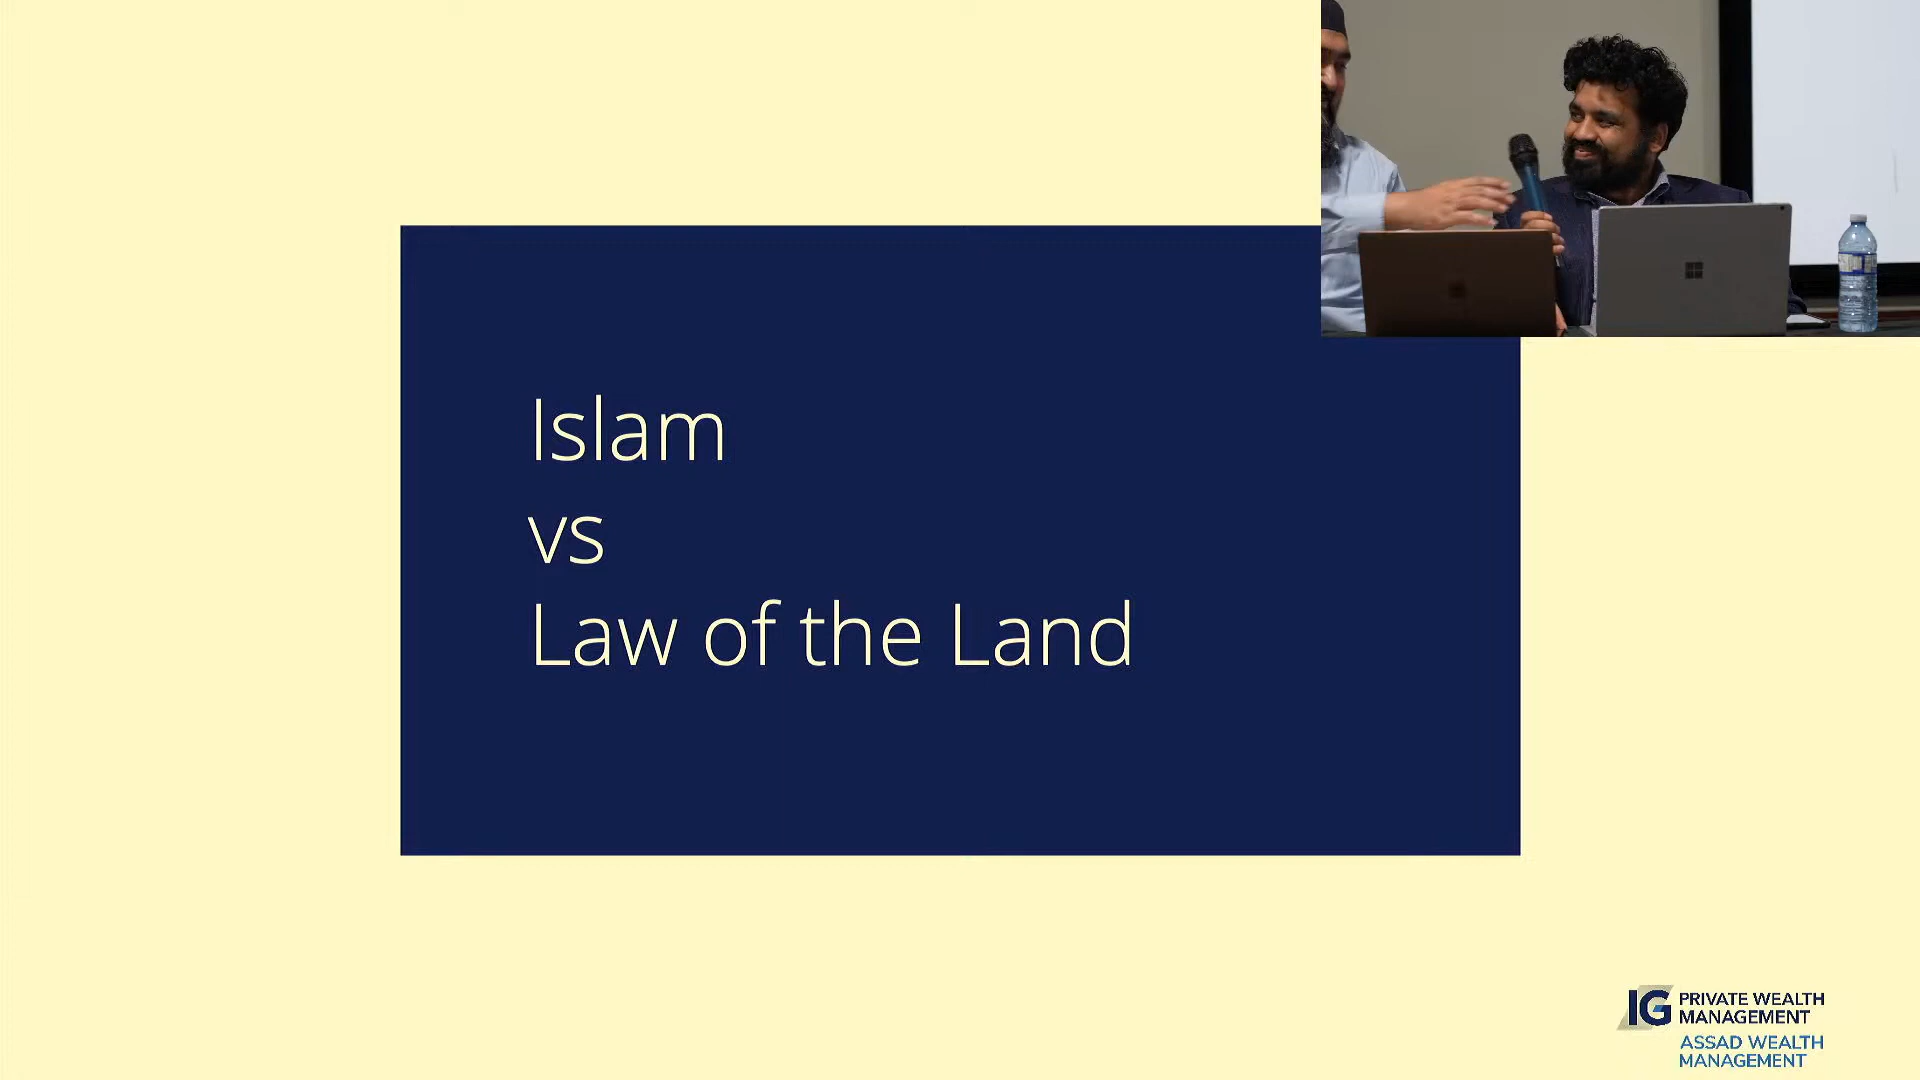 Islam
vs
Law of the Land
IG PRIVATE WEALTH
MANAGEMENT
ASSAD WEALTH
MANAGEMENT